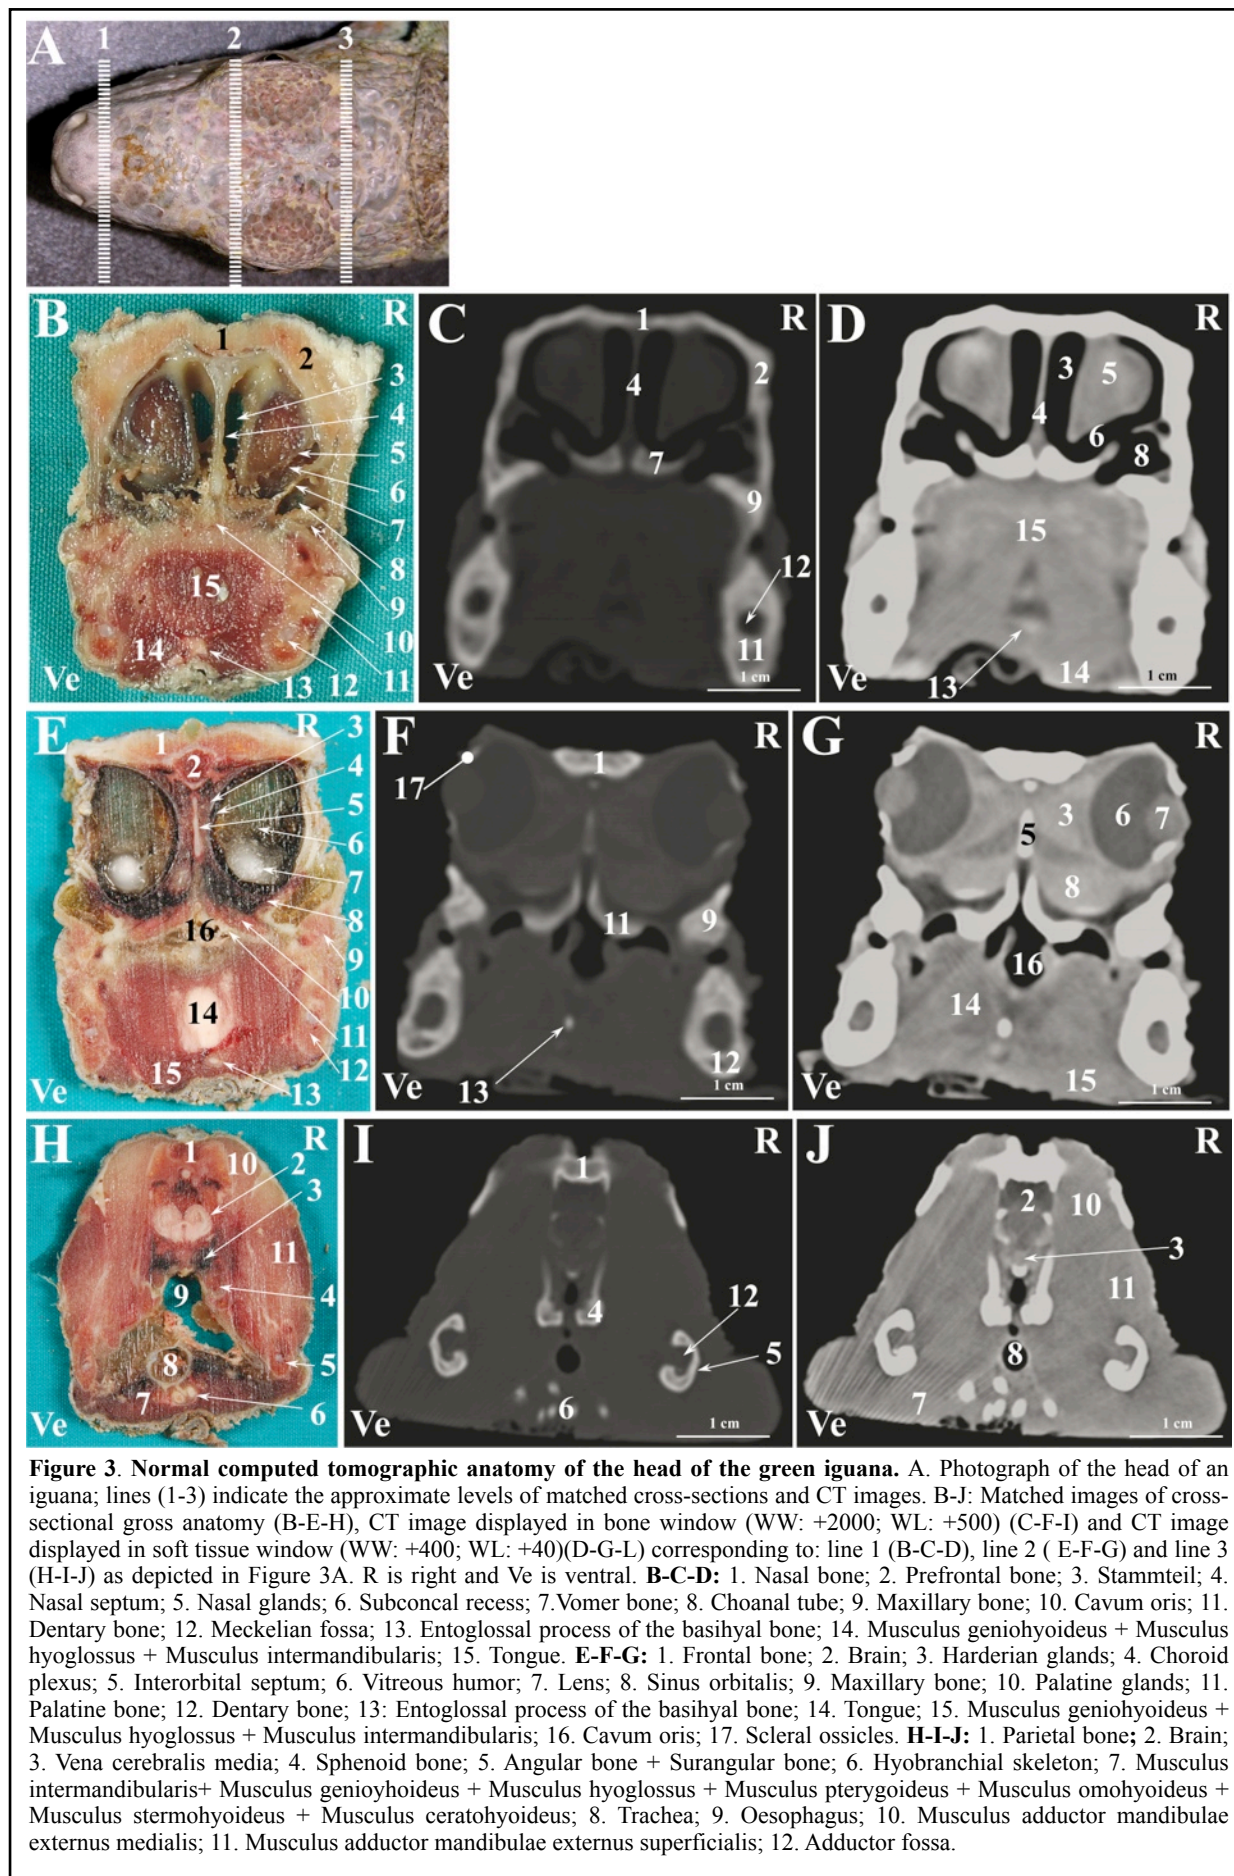 A 1 2 3
B R
1
2
3
4
5
6
7
8
9
10
11
12
13
14
15
Ve
C R
1
2
4
7
9
12
11
Ve
1 cm
D R
3
5
4
6
8
15
13
14
Ve
1 cm
E R
1
2
3
4
5
6
7
8
16
9
10
11
14
12
15
13
Ve
F R
1
17
11
9
13
12
Ve
1 cm
G R
3
6
7
5
8
16
14
15
Ve
1 cm
H R
1
10
2
3
11
9
4
8
5
7
6
Ve
I R
1
4
12
5
6
Ve
1 cm
J R
2
10
3
11
8
7
Ve
1 cm
Figure 3. Normal computed tomographic anatomy of the head of the green iguana. A. Photograph of the head of an
iguana; lines (1-3) indicate the approximate levels of matched cross-sections and CT images. B-J: Matched images of cross-
sectional gross anatomy (B-E-H), CT image displayed in bone window (WW: +2000; WL: +500) (C-F-I) and CT image
displayed in soft tissue window (WW: +400; WL: +40)(D-G-L) corresponding to: line 1 (B-C-D), line 2 ( E-F-G) and line 3
(H-I-J) as depicted in Figure 3A. R is right and Ve is ventral. B-C-D: 1. Nasal bone; 2. Prefrontal bone; 3. Stammteil; 4.
Nasal septum; 5. Nasal glands; 6. Subconcal recess; 7.Vomer bone; 8. Choanal tube; 9. Maxillary bone; 10. Cavum oris; 11.
Dentary bone; 12. Meckelian fossa; 13. Entoglossal process of the basihyal bone; 14. Musculus geniohyoideus + Musculus
hyoglossus + Musculus intermandibularis; 15. Tongue. E-F-G: 1. Frontal bone; 2. Brain; 3. Harderian glands; 4. Choroid
plexus; 5. Interorbital septum; 6. Vitreous humor; 7. Lens; 8. Sinus orbitalis; 9. Maxillary bone; 10. Palatine glands; 11.
Palatine bone; 12. Dentary bone; 13: Entoglossal process of the basihyal bone; 14. Tongue; 15. Musculus geniohyoideus +
Musculus hyoglossus + Musculus intermandibularis; 16. Cavum oris; 17. Scleral ossicles. H-I-J: 1. Parietal bone; 2. Brain;
3. Vena cerebralis media; 4. Sphenoid bone; 5. Angular bone + Surangular bone; 6. Hyobranchial skeleton; 7. Musculus
intermandibularis+ Musculus genioyhoideus + Musculus hyoglossus + Musculus pterygoideus + Musculus omohyoideus +
Musculus stermohyoideus + Musculus ceratohyoideus; 8. Trachea; 9. Oesophagus; 10. Musculus adductor mandibulae
externus medialis; 11. Musculus adductor mandibulae externus superficialis; 12. Adductor fossa.